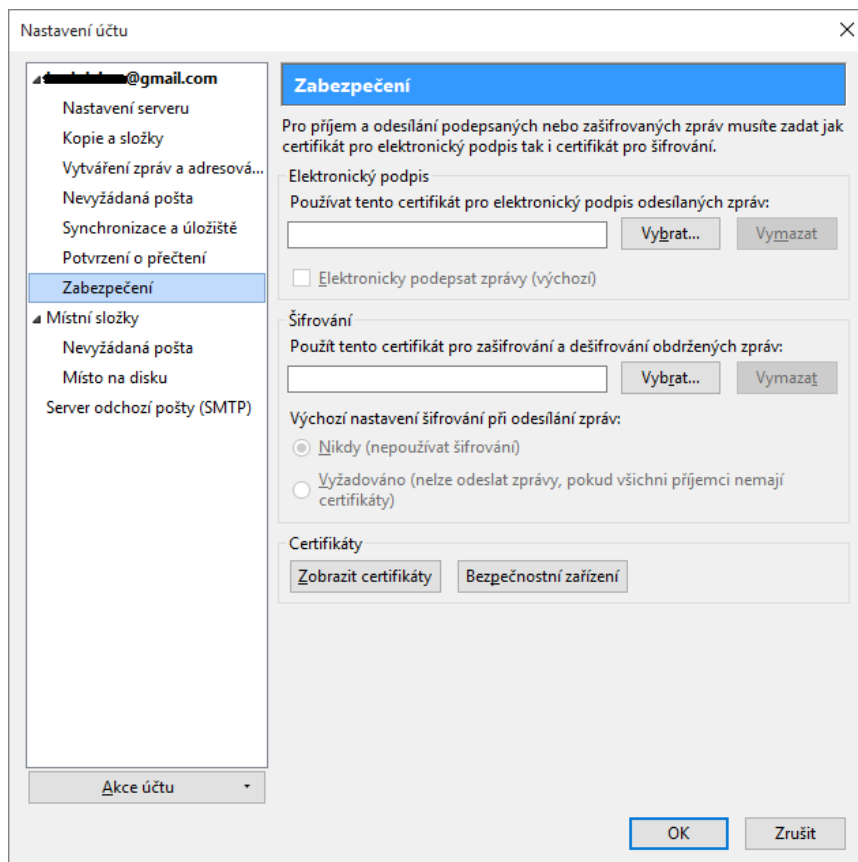 Nastavení účtu
@gmail.com
Nastavení serveru
Kopie a složky
Vytváření zpráv a adresová...
Nevyžádaná pošta
Synchronizace a úložiště
Potvrzení o přečtení
Zabezpečení
Místní složky
Nevyžádaná pošta
Místo na disku
Server odchozí pošty (SMTP)
Akce účtu
Zabezpečení
Pro příjem a odesílání podepsaných nebo zašifrovaných zpráv musíte zadat jak
certifikát pro elektronický podpis tak i certifikát pro šifrování.
Elektronický podpis
Používat tento certifikát pro elektronický podpis odesílaných zpráv:
Vybrat... Vymazat
Elektronicky podepsat zprávy (výchozí)
Šifrování
Použít tento certifikát pro zašifrování a dešifrování obdržených zpráv:
Vybrat... Vymazat
Výchozí nastavení šifrování při odesílání zpráv:
Nikdy (nepoužívat šifrování)
Vyžadováno (nelze odeslat zprávy, pokud všichni příjemci nemají
certifikáty)
Certifikáty
Zobrazit certifikáty Bezpečnostní zařízení
OK Zrušit